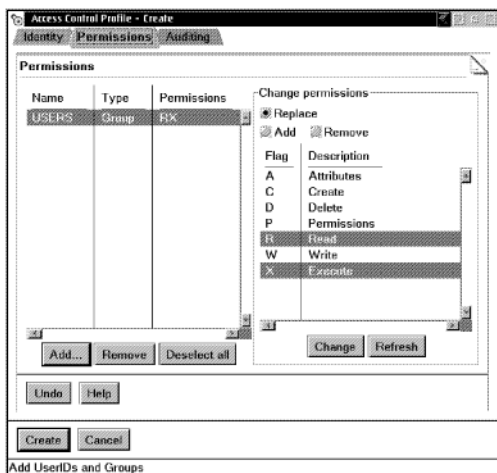 Access Control Profile - Create
Identity Permissions Auditing
Permissions
Name Type Permissions
USERS Group RX
Change permissions
Replace
Add Remove
Flag Description
A Attributes
C Create
D Delete
P Permissions
R Read
W Write
X Execute
Add... Remove Deselect all
Change Refresh
Undo Help
Create Cancel
Add UserIDs and Groups